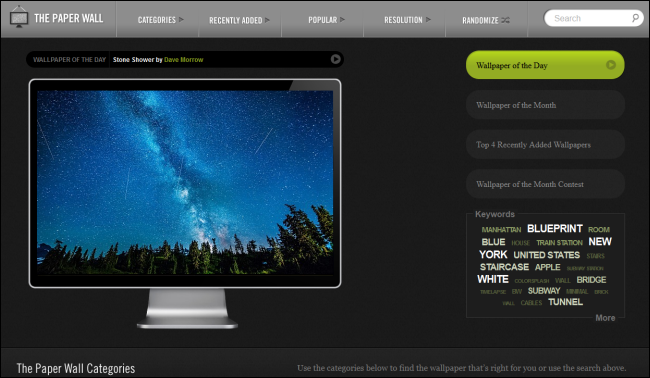 THE PAPER WALL
CATEGORIES
RECENTLY ADDED
POPULAR
RESOLUTION
RANDOMIZE
Search
WALLPAPER OF THE DAY
Stone Shower by Dave Morrow
Wallpaper of the Day
Wallpaper of the Month
Top 4 Recently Added Wallpapers
Wallpaper of the Month Contest
Keywords
MANHATTAN BLUEPRINT ROOM
BLUE HOUSE TRAIN STATION NEW
YORK UNITED STATES STAIRS
STAIRCASE APPLE SUBWAY STATION
WHITE COLORSPLASH WALL BRIDGE
TIMELAPSE SUBWAY MINIMAL BRICK
WALL CABLES TUNNEL
More
The Paper Wall Categories
Use the categories below to find the wallpaper that's right for you or use the search above.